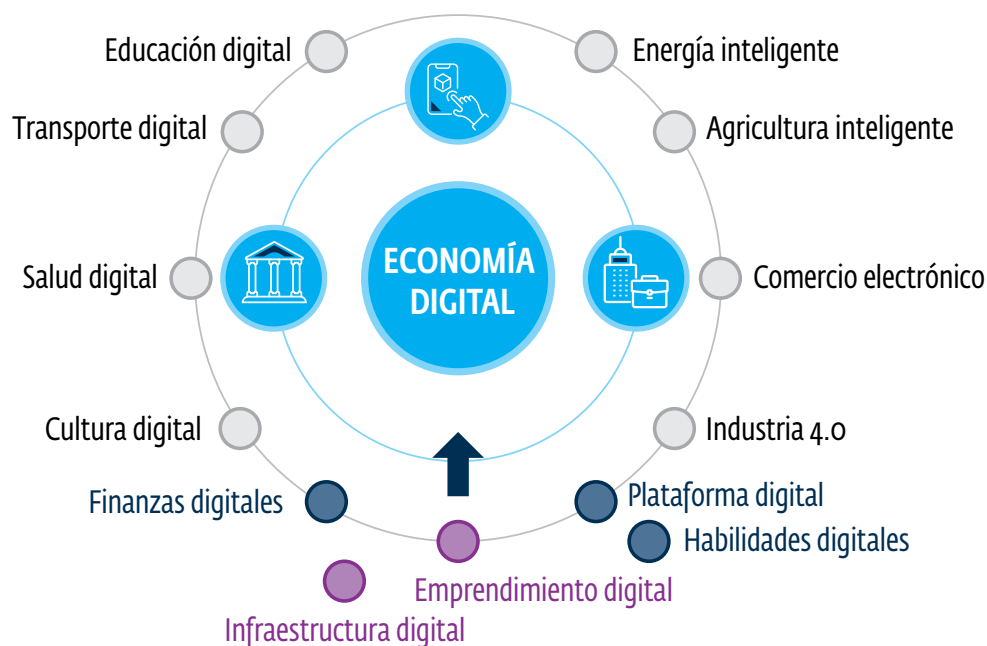 Educación digital
Energía inteligente
Transporte digital
Agricultura inteligente
ECONOMÍA
DIGITAL
Salud digital
Comercio electrónico
Cultura digital
Industria 4.0
Finanzas digitales
Plataforma digital
Habilidades digitales
Emprendimiento digital
Infraestructura digital